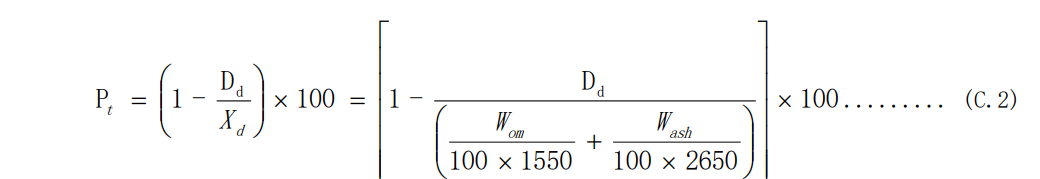 P_t = (1 - D_d / X_d) × 100 = [1 - D_d / (W_om / (100 × 1550) + W_ash / (100 × 2650))] × 100......... (C.2)